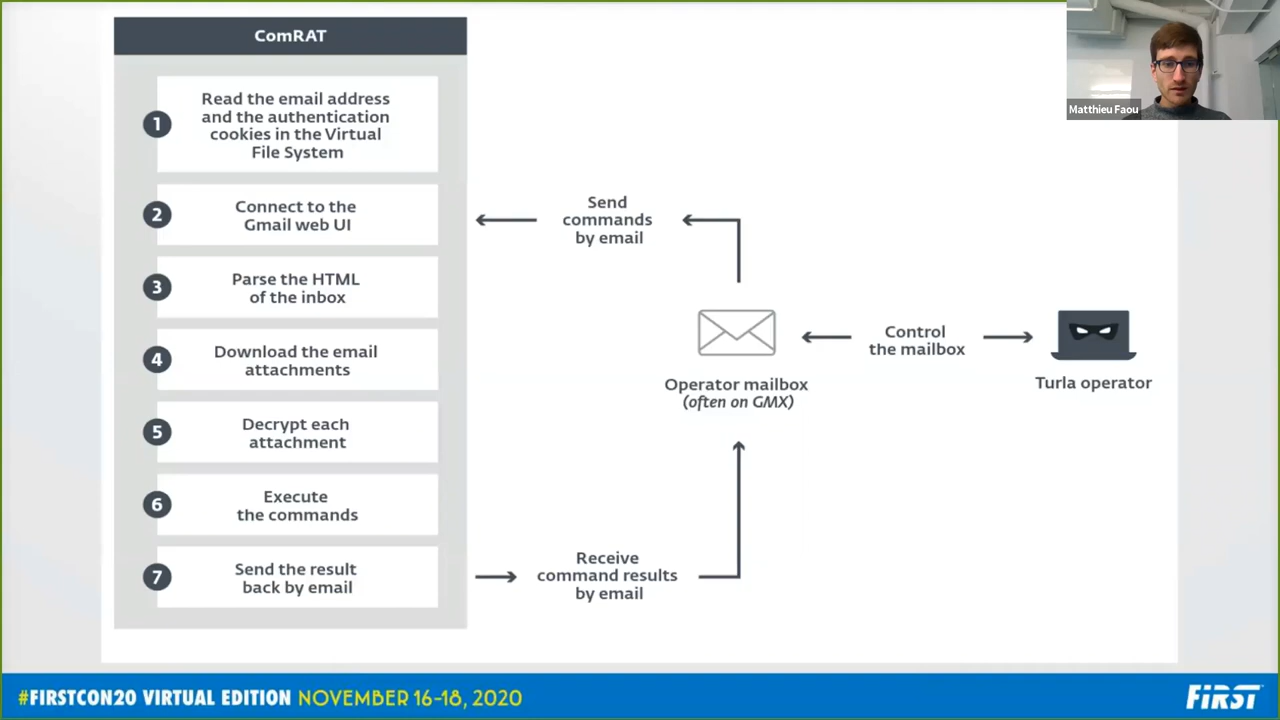 ComRAT
1
Read the email address
and the authentication
cookies in the Virtual
File System
2
Connect to the
Gmail web UI
3
Parse the HTML
of the inbox
4
Download the email
attachments
5
Decrypt each
attachment
6
Execute
the commands
7
Send the result
back by email
Send
commands
by email
Operator mailbox
(often on GMX)
Receive
command results
by email
Control
the mailbox
Turla operator
Matthieu Faou
#FIRSTCON20 VIRTUAL EDITION NOVEMBER 16-18, 2020
FIRST